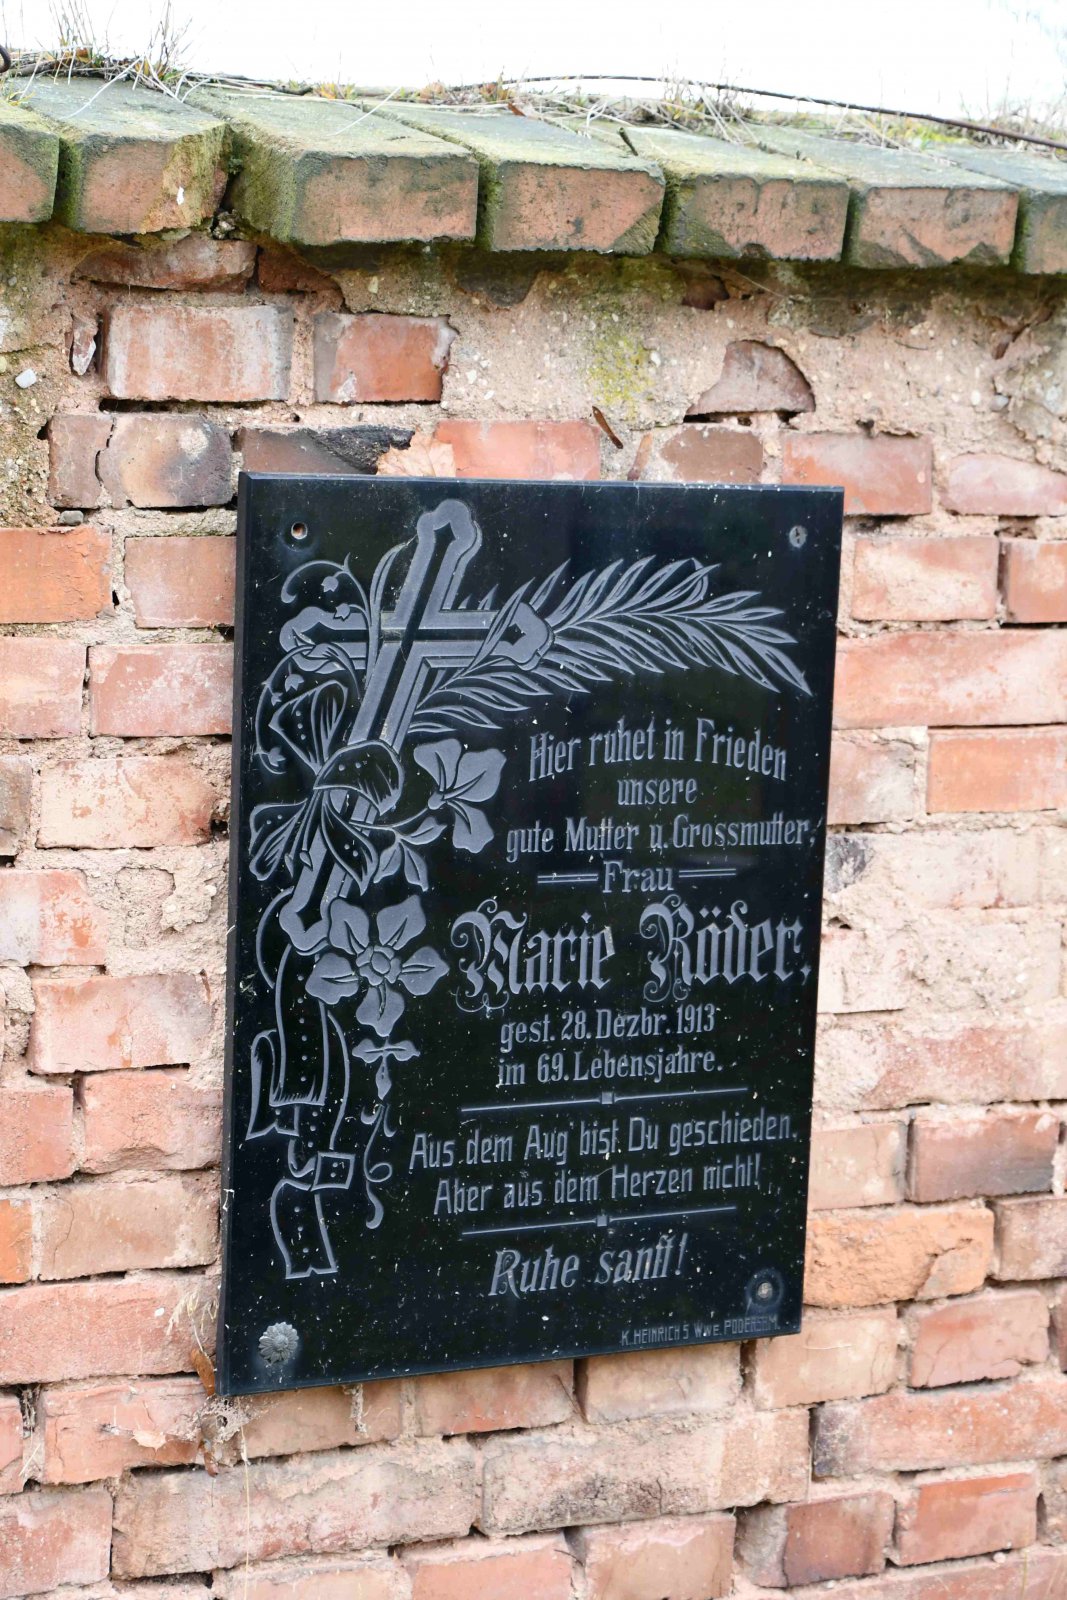 Hier ruhet in Frieden
unsere
gute Mutter u. Grossmutter,
Frau
Marie Röder.
gest. 28. Dezbr. 1913
im 69. Lebensjahre.
Aus dem Aug' bist Du geschieden.
Aber aus dem Herzen nicht!
Ruhe sanft!
K. HEINRICH'S Wwe. PODERSAM.